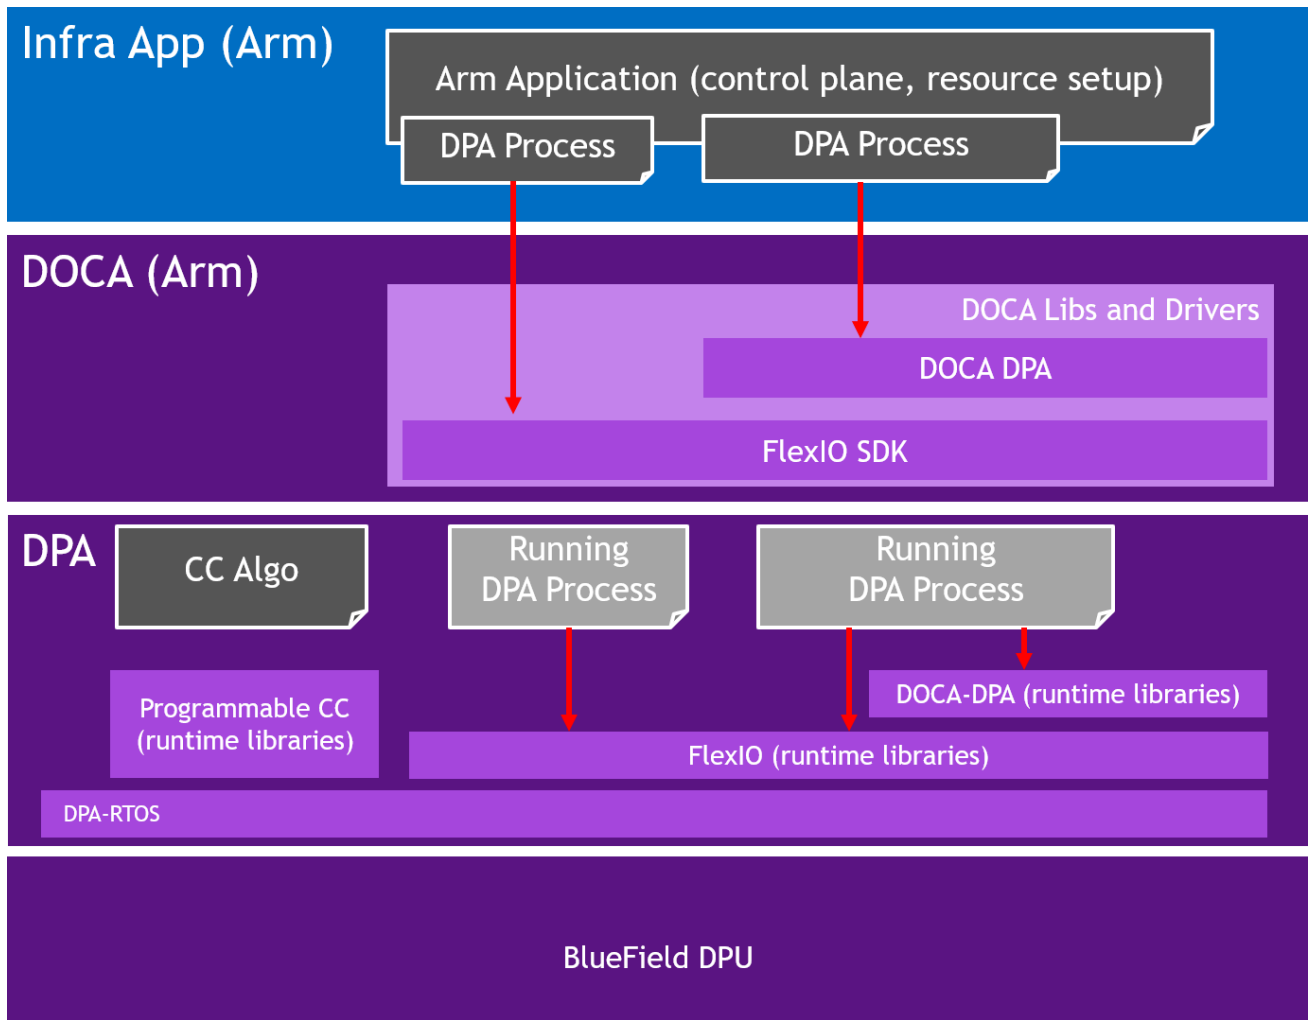 Infra App (Arm)
Arm Application (control plane, resource setup)
DPA Process
DPA Process
DOCA (Arm)
DOCA Libs and Drivers
DOCA DPA
FlexIO SDK
DPA
CC Algo
Running
DPA Process
Running
DPA Process
Programmable CC
(runtime libraries)
DOCA-DPA (runtime libraries)
FlexIO (runtime libraries)
DPA-RTOS
BlueField DPU